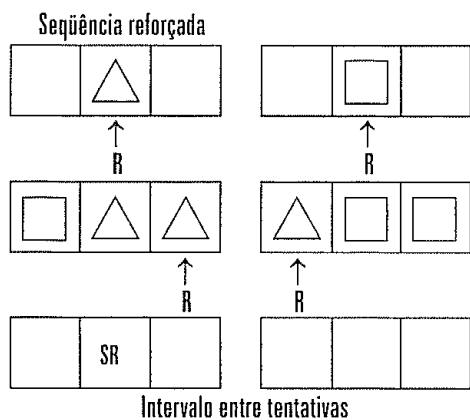 Seqüência reforçada
R R
R R
SR
Intervalo entre tentativas